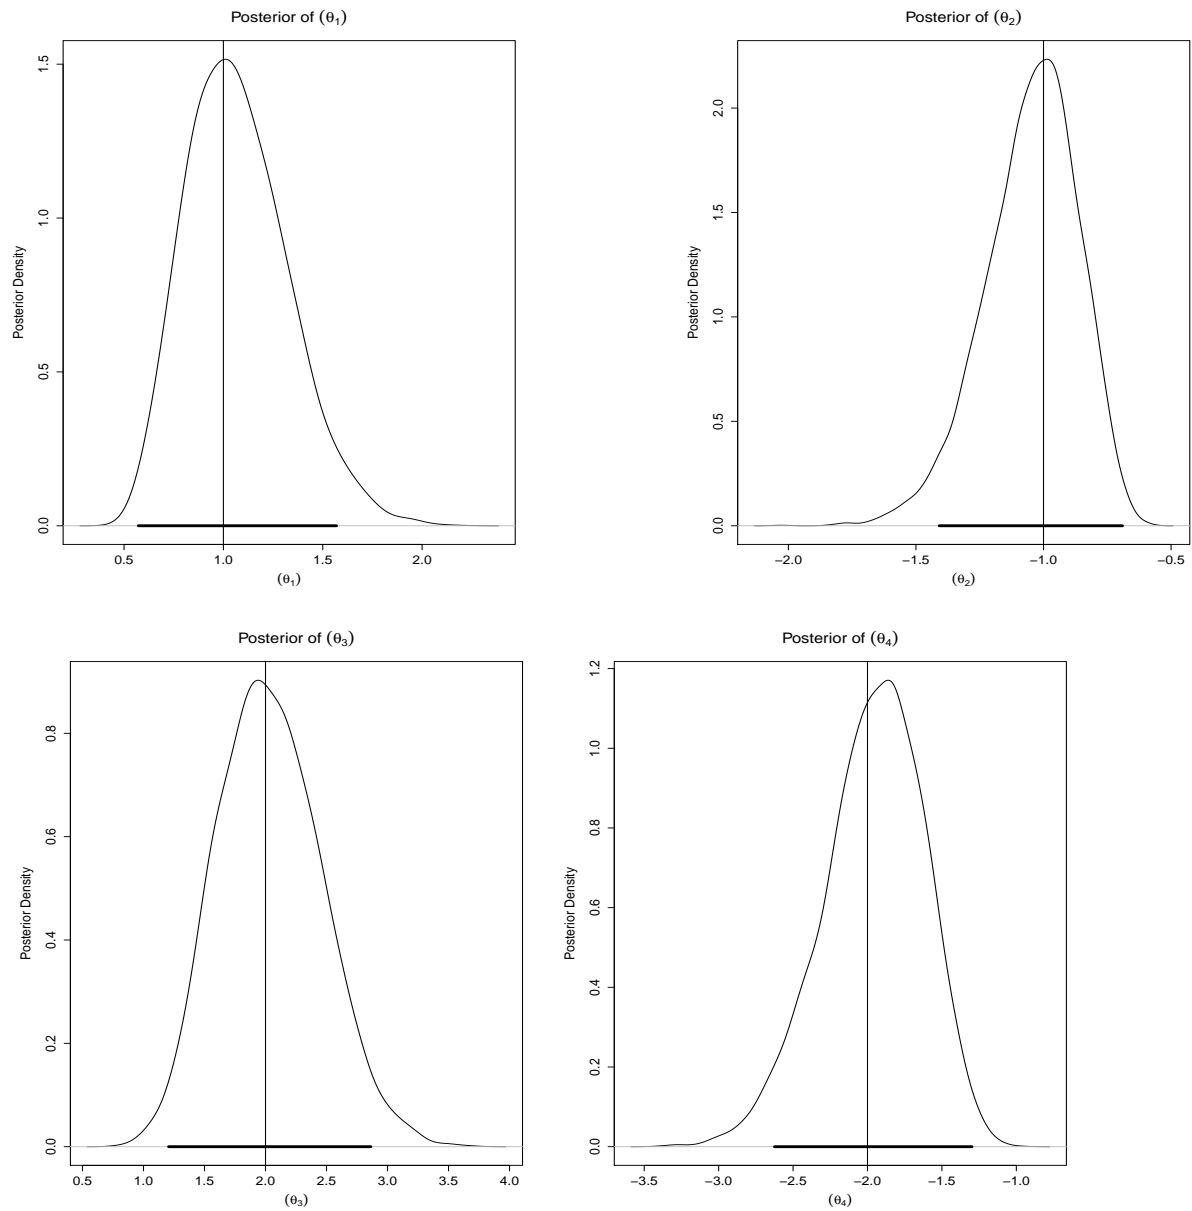 Posterior of (θ1)
Posterior Density
0.0 0.5 1.0 1.5
0.5 1.0 1.5 2.0
(θ1)
Posterior of (θ2)
Posterior Density
0.0 0.5 1.0 1.5 2.0
−2.0 −1.5 −1.0 −0.5
(θ2)
Posterior of (θ3)
Posterior Density
0.0 0.2 0.4 0.6 0.8
0.5 1.0 1.5 2.0 2.5 3.0 3.5 4.0
(θ3)
Posterior of (θ4)
Posterior Density
0.0 0.2 0.4 0.6 0.8 1.0 1.2
−3.5 −3.0 −2.5 −2.0 −1.5 −1.0
(θ4)